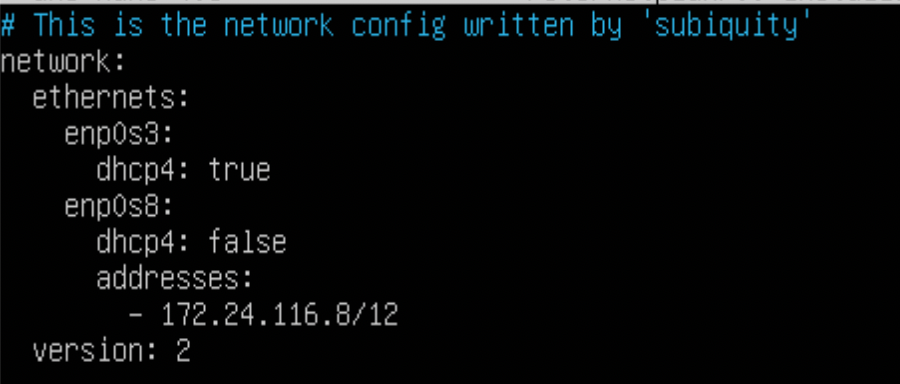 # This is the network config written by 'subiquity'
network:
  ethernets:
    enp0s3:
      dhcp4: true
    enp0s8:
      dhcp4: false
      addresses:
        - 172.24.116.8/12
  version: 2